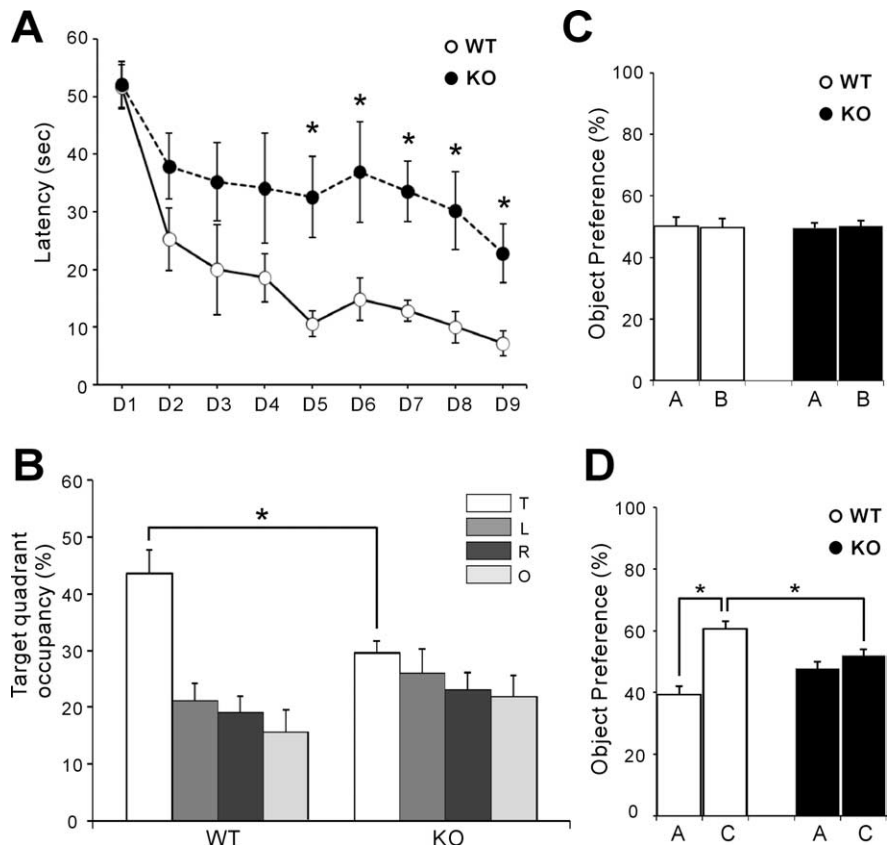 A
60
50
40
30
20
10
0
Latency (sec)
WT
KO
*
*
*
*
*
D1 D2 D3 D4 D5 D6 D7 D8 D9
B
60
50
40
30
20
10
0
Target quadrant
occupancy (%)
*
T
L
R
O
WT KO
C
WT
KO
100
80
60
40
20
0
Object Preference (%)
A B A B
D
WT
KO
100
80
60
40
20
0
Object Preference (%)
* *
A C A C